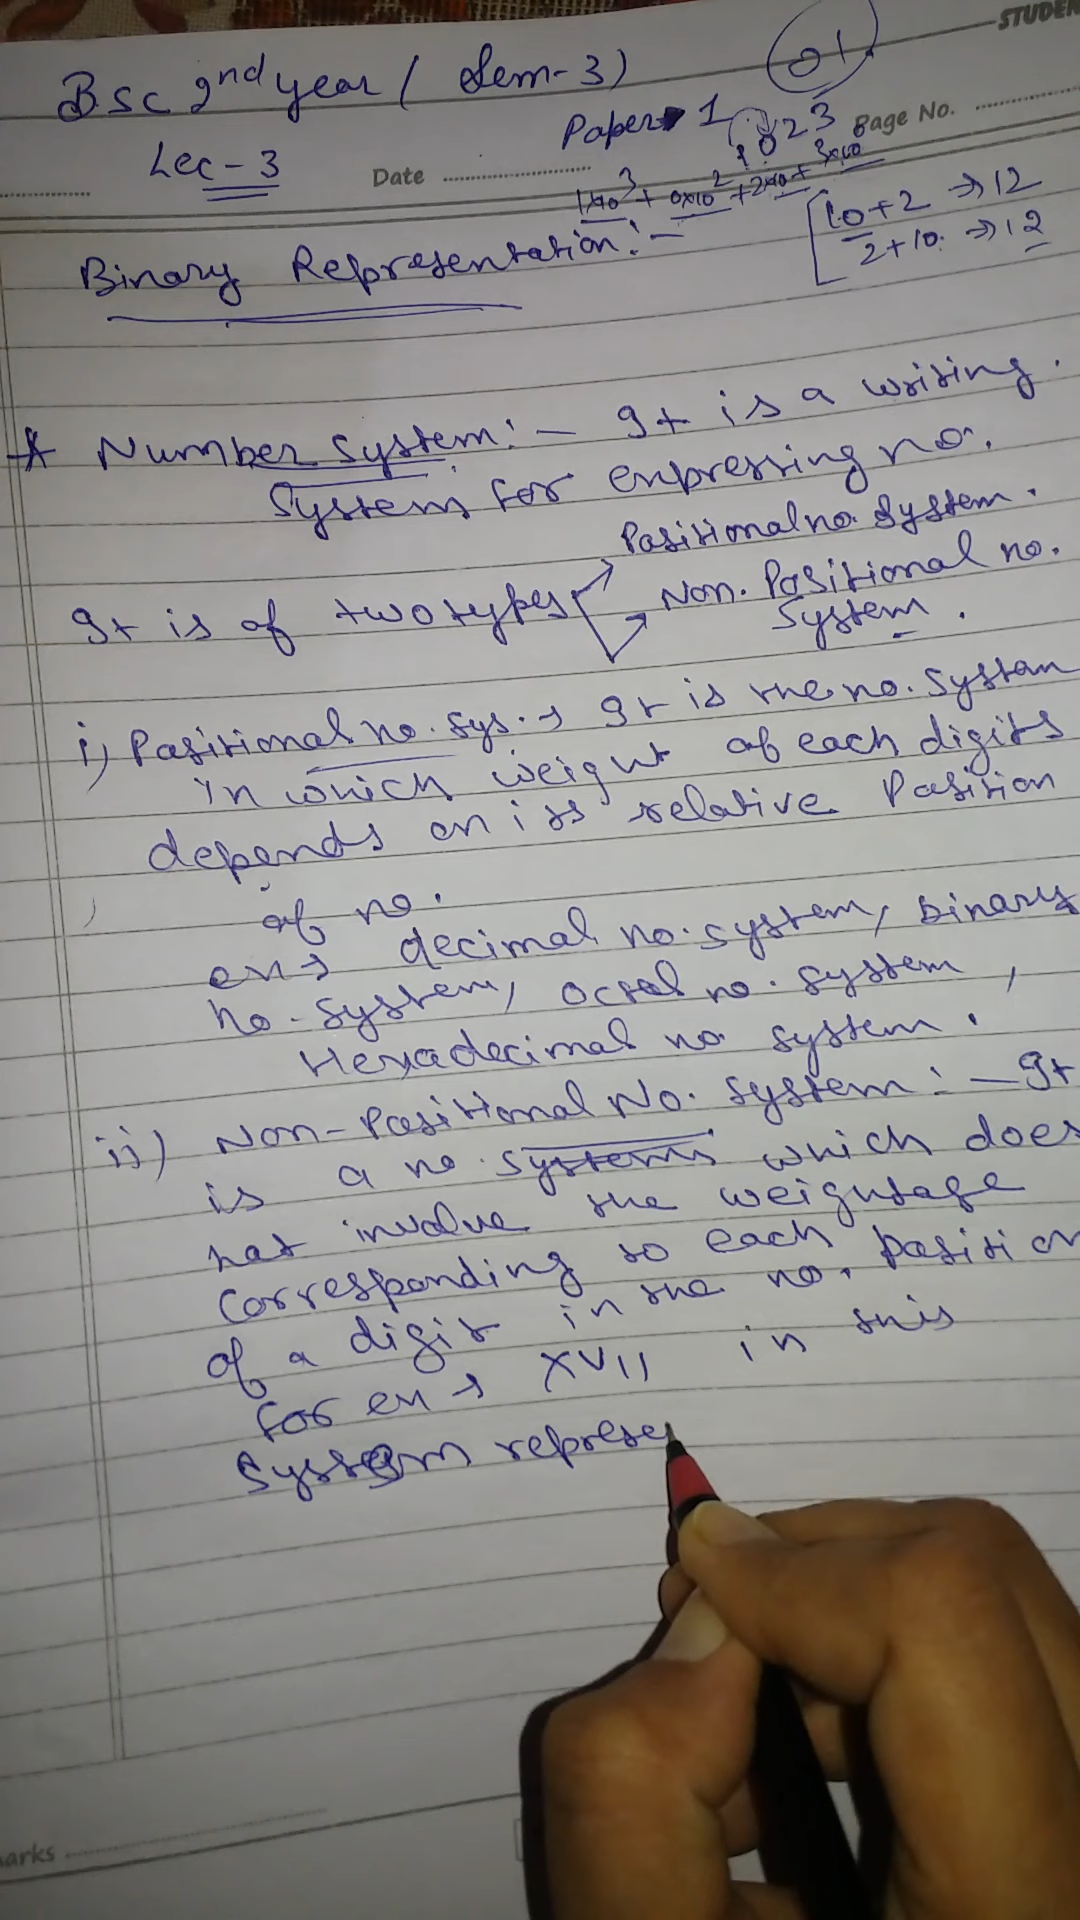 STUDEN
01
BSc 2nd year ( Sem-3)
Paper 1
Page No.
Lec-3
Date
1023
1×10³ + 0×10² + 2×10 + 3×10⁰
10+2 → 12
2+10 → 12
Binary Representation:-
* Number System:- It is a writing
System for expressing no.
Positional no. System.
It is of two types
Non. Positional no.
System.
i) Positional no. sys. → It is the no. System
in which weight of each digits
depends on its relative Position
of no.
ex→ decimal no. system, Binary
no. system, octal no. system,
Hexadecimal no system.
ii) Non-Positional No. System:- It
is a no. systems which does
not involve the weightage
corresponding to each position
of a digit in the no.
for ex → XVII in this
System represe
arks